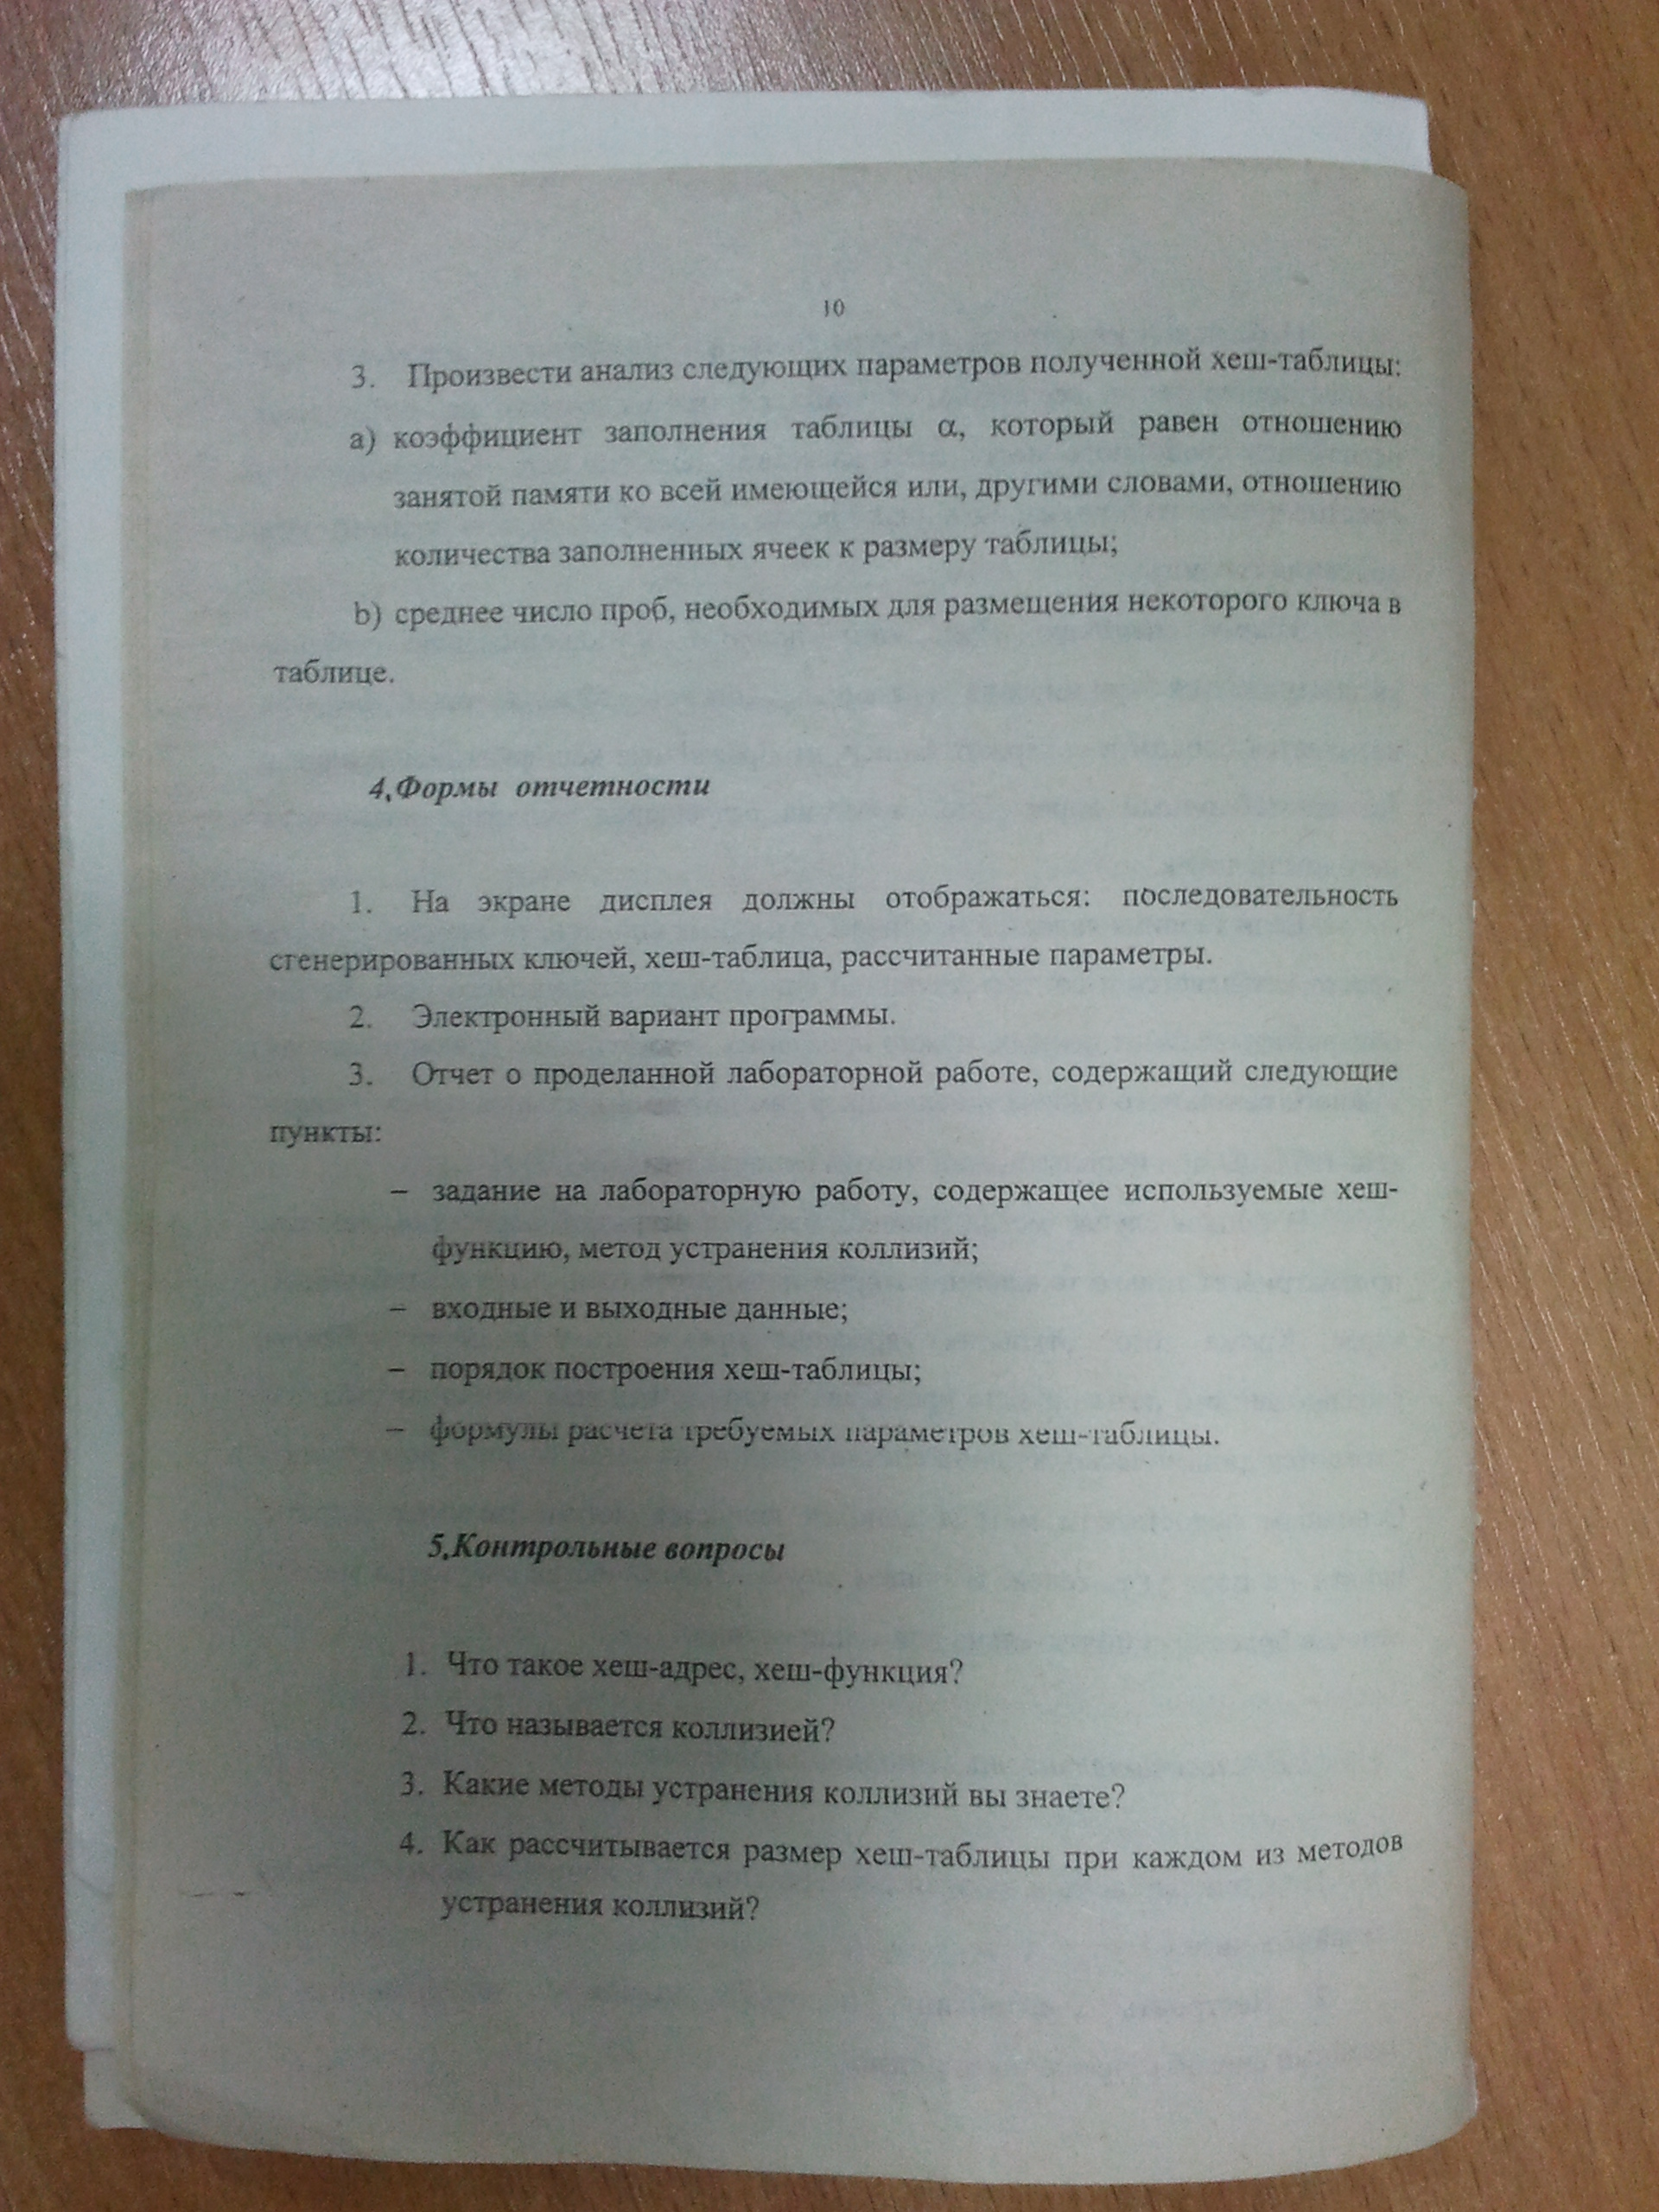 10
3. Произвести анализ следующих параметров полученной хеш-таблицы:
a) коэффициент заполнения таблицы α, который равен отношению
занятой памяти ко всей имеющейся или, другими словами, отношению
количества заполненных ячеек к размеру таблицы;
b) среднее число проб, необходимых для размещения некоторого ключа в
таблице.
4.Формы отчетности
1. На экране дисплея должны отображаться: последовательность
сгенерированных ключей, хеш-таблица, рассчитанные параметры.
2. Электронный вариант программы.
3. Отчет о проделанной лабораторной работе, содержащий следующие
пункты:
– задание на лабораторную работу, содержащее используемые хеш-
функцию, метод устранения коллизий;
– входные и выходные данные;
– порядок построения хеш-таблицы;
– формулы расчета требуемых параметров хеш-таблицы.
5.Контрольные вопросы
1. Что такое хеш-адрес, хеш-функция?
2. Что называется коллизией?
3. Какие методы устранения коллизий вы знаете?
4. Как рассчитывается размер хеш-таблицы при каждом из методов
устранения коллизий?